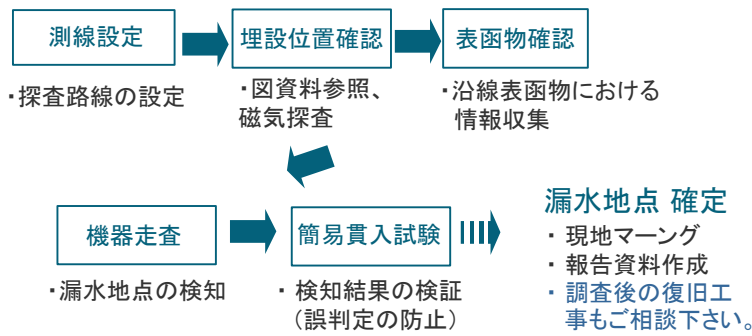 測線設定
・探査路線の設定
埋設位置確認
・図資料参照、
磁気探査
表函物確認
・沿線表函物における
情報収集
機器走査
・漏水地点の検知
簡易貫入試験
・ 検知結果の検証
（誤判定の防止）
漏水地点 確定
・ 現地マーング
・ 報告資料作成
・ 調査後の復旧工
事もご相談下さい。